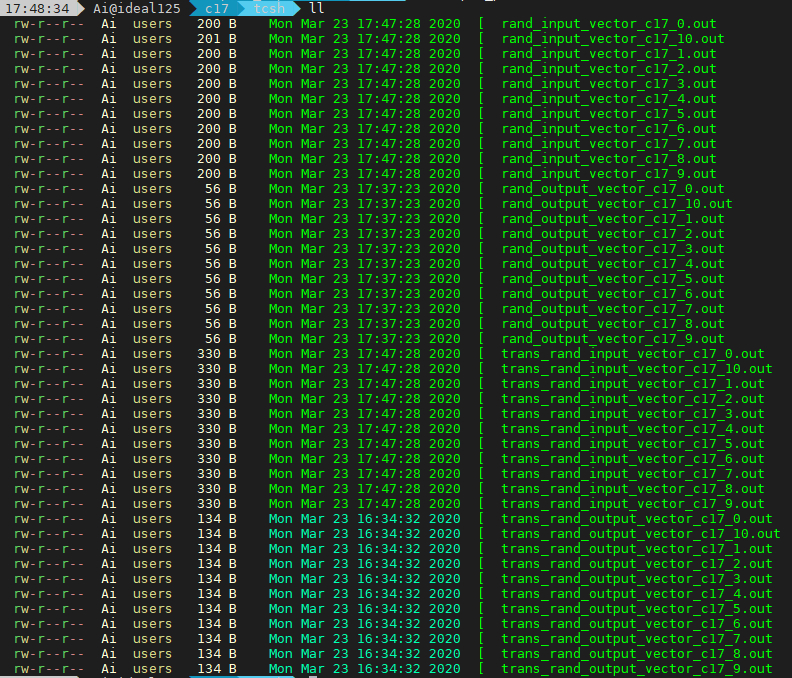 17:48:34 Ai@ideal125 c17 tcsh ll
rw-r--r-- Ai users 200 B Mon Mar 23 17:47:28 2020 [ rand_input_vector_c17_0.out
rw-r--r-- Ai users 201 B Mon Mar 23 17:47:28 2020 [ rand_input_vector_c17_10.out
rw-r--r-- Ai users 200 B Mon Mar 23 17:47:28 2020 [ rand_input_vector_c17_1.out
rw-r--r-- Ai users 200 B Mon Mar 23 17:47:28 2020 [ rand_input_vector_c17_2.out
rw-r--r-- Ai users 200 B Mon Mar 23 17:47:28 2020 [ rand_input_vector_c17_3.out
rw-r--r-- Ai users 200 B Mon Mar 23 17:47:28 2020 [ rand_input_vector_c17_4.out
rw-r--r-- Ai users 200 B Mon Mar 23 17:47:28 2020 [ rand_input_vector_c17_5.out
rw-r--r-- Ai users 200 B Mon Mar 23 17:47:28 2020 [ rand_input_vector_c17_6.out
rw-r--r-- Ai users 200 B Mon Mar 23 17:47:28 2020 [ rand_input_vector_c17_7.out
rw-r--r-- Ai users 200 B Mon Mar 23 17:47:28 2020 [ rand_input_vector_c17_8.out
rw-r--r-- Ai users 200 B Mon Mar 23 17:47:28 2020 [ rand_input_vector_c17_9.out
rw-r--r-- Ai users 56 B Mon Mar 23 17:37:23 2020 [ rand_output_vector_c17_0.out
rw-r--r-- Ai users 56 B Mon Mar 23 17:37:23 2020 [ rand_output_vector_c17_10.out
rw-r--r-- Ai users 56 B Mon Mar 23 17:37:23 2020 [ rand_output_vector_c17_1.out
rw-r--r-- Ai users 56 B Mon Mar 23 17:37:23 2020 [ rand_output_vector_c17_2.out
rw-r--r-- Ai users 56 B Mon Mar 23 17:37:23 2020 [ rand_output_vector_c17_3.out
rw-r--r-- Ai users 56 B Mon Mar 23 17:37:23 2020 [ rand_output_vector_c17_4.out
rw-r--r-- Ai users 56 B Mon Mar 23 17:37:23 2020 [ rand_output_vector_c17_5.out
rw-r--r-- Ai users 56 B Mon Mar 23 17:37:23 2020 [ rand_output_vector_c17_6.out
rw-r--r-- Ai users 56 B Mon Mar 23 17:37:23 2020 [ rand_output_vector_c17_7.out
rw-r--r-- Ai users 56 B Mon Mar 23 17:37:23 2020 [ rand_output_vector_c17_8.out
rw-r--r-- Ai users 56 B Mon Mar 23 17:37:23 2020 [ rand_output_vector_c17_9.out
rw-r--r-- Ai users 330 B Mon Mar 23 17:47:28 2020 [ trans_rand_input_vector_c17_0.out
rw-r--r-- Ai users 330 B Mon Mar 23 17:47:28 2020 [ trans_rand_input_vector_c17_10.out
rw-r--r-- Ai users 330 B Mon Mar 23 17:47:28 2020 [ trans_rand_input_vector_c17_1.out
rw-r--r-- Ai users 330 B Mon Mar 23 17:47:28 2020 [ trans_rand_input_vector_c17_2.out
rw-r--r-- Ai users 330 B Mon Mar 23 17:47:28 2020 [ trans_rand_input_vector_c17_3.out
rw-r--r-- Ai users 330 B Mon Mar 23 17:47:28 2020 [ trans_rand_input_vector_c17_4.out
rw-r--r-- Ai users 330 B Mon Mar 23 17:47:28 2020 [ trans_rand_input_vector_c17_5.out
rw-r--r-- Ai users 330 B Mon Mar 23 17:47:28 2020 [ trans_rand_input_vector_c17_6.out
rw-r--r-- Ai users 330 B Mon Mar 23 17:47:28 2020 [ trans_rand_input_vector_c17_7.out
rw-r--r-- Ai users 330 B Mon Mar 23 17:47:28 2020 [ trans_rand_input_vector_c17_8.out
rw-r--r-- Ai users 330 B Mon Mar 23 17:47:28 2020 [ trans_rand_input_vector_c17_9.out
rw-r--r-- Ai users 134 B Mon Mar 23 16:34:32 2020 [ trans_rand_output_vector_c17_0.out
rw-r--r-- Ai users 134 B Mon Mar 23 16:34:32 2020 [ trans_rand_output_vector_c17_10.out
rw-r--r-- Ai users 134 B Mon Mar 23 16:34:32 2020 [ trans_rand_output_vector_c17_1.out
rw-r--r-- Ai users 134 B Mon Mar 23 16:34:32 2020 [ trans_rand_output_vector_c17_2.out
rw-r--r-- Ai users 134 B Mon Mar 23 16:34:32 2020 [ trans_rand_output_vector_c17_3.out
rw-r--r-- Ai users 134 B Mon Mar 23 16:34:32 2020 [ trans_rand_output_vector_c17_4.out
rw-r--r-- Ai users 134 B Mon Mar 23 16:34:32 2020 [ trans_rand_output_vector_c17_5.out
rw-r--r-- Ai users 134 B Mon Mar 23 16:34:32 2020 [ trans_rand_output_vector_c17_6.out
rw-r--r-- Ai users 134 B Mon Mar 23 16:34:32 2020 [ trans_rand_output_vector_c17_7.out
rw-r--r-- Ai users 134 B Mon Mar 23 16:34:32 2020 [ trans_rand_output_vector_c17_8.out
rw-r--r-- Ai users 134 B Mon Mar 23 16:34:32 2020 [ trans_rand_output_vector_c17_9.out